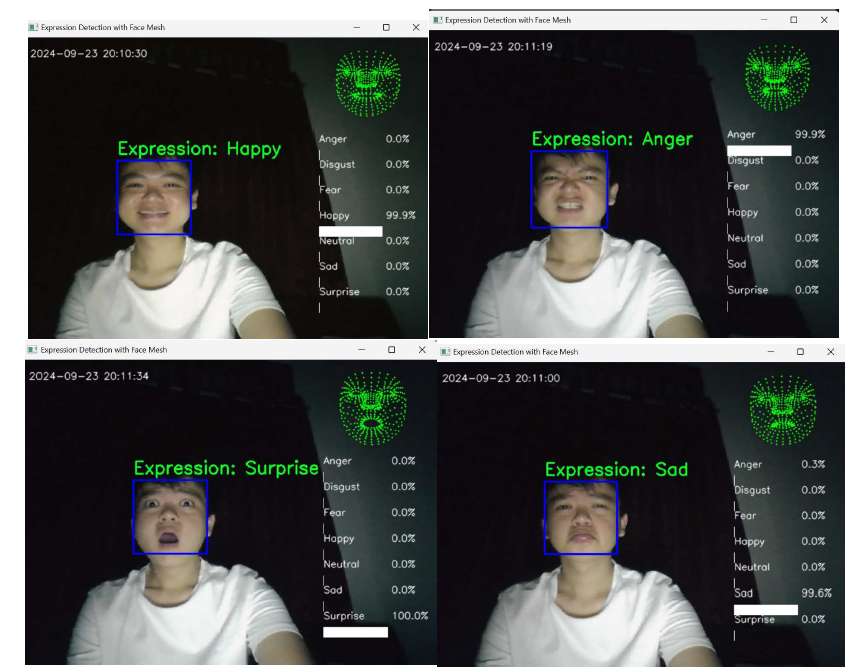 Expression Detection with Face Mesh
2024-09-23 20:10:30
Expression: Happy
Anger 0.0%
Disgust 0.0%
Fear 0.0%
Happy 99.9%
Neutral 0.0%
Sad 0.0%
Surprise 0.0%
Expression Detection with Face Mesh
2024-09-23 20:11:19
Expression: Anger
Anger 99.9%
Disgust 0.0%
Fear 0.0%
Happy 0.0%
Neutral 0.0%
Sad 0.0%
Surprise 0.0%
Expression Detection with Face Mesh
2024-09-23 20:11:34
Expression: Surprise
Anger 0.0%
Disgust 0.0%
Fear 0.0%
Happy 0.0%
Neutral 0.0%
Sad 0.0%
Surprise 100.0%
Expression Detection with Face Mesh
2024-09-23 20:11:00
Expression: Sad
Anger 0.3%
Disgust 0.0%
Fear 0.0%
Happy 0.0%
Neutral 0.0%
Sad 99.6%
Surprise 0.0%